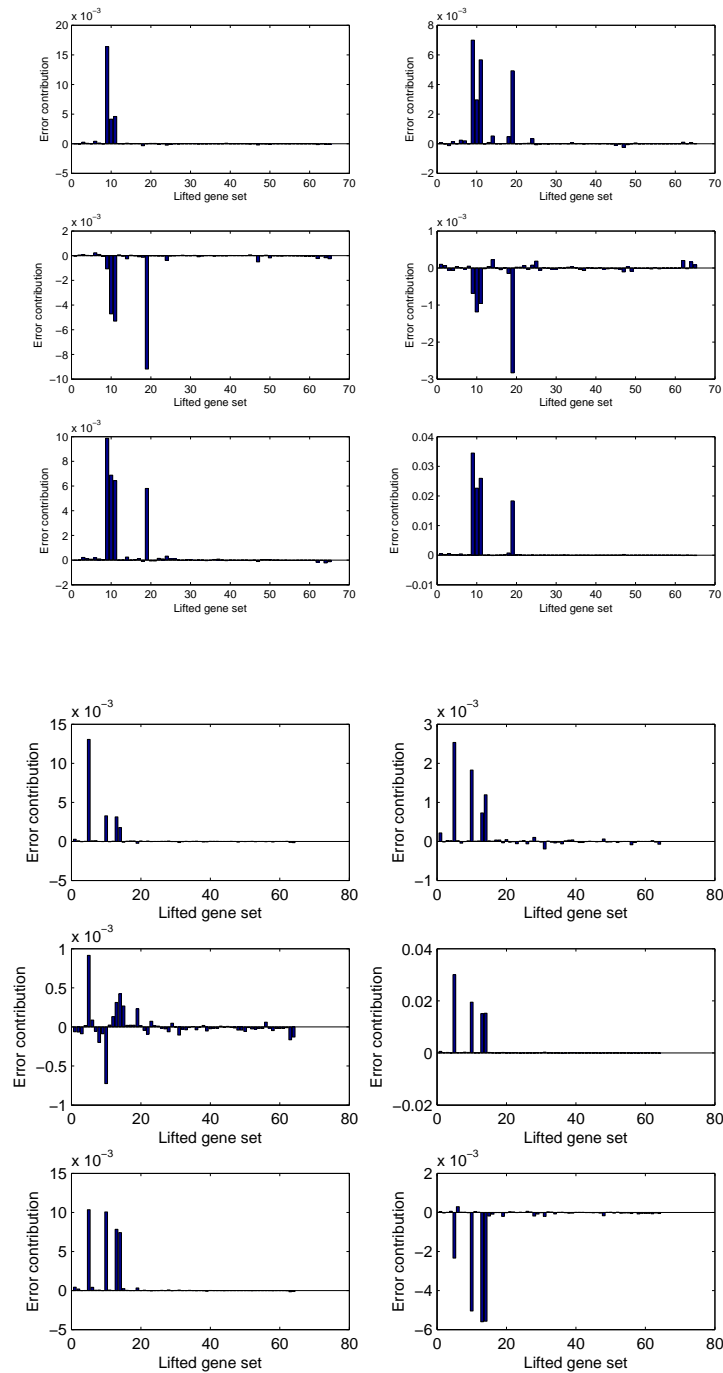 x 10⁻³
20
15
10
5
0
−5
0 10 20 30 40 50 60 70
Error contribution
Lifted gene set
x 10⁻³
8
6
4
2
0
−2
0 10 20 30 40 50 60 70
Error contribution
Lifted gene set
x 10⁻³
2
0
−2
−4
−6
−8
−10
0 10 20 30 40 50 60 70
Error contribution
Lifted gene set
x 10⁻³
1
0
−1
−2
−3
0 10 20 30 40 50 60 70
Error contribution
Lifted gene set
x 10⁻³
10
8
6
4
2
0
−2
0 10 20 30 40 50 60 70
Error contribution
Lifted gene set
0.04
0.03
0.02
0.01
0
−0.01
0 10 20 30 40 50 60 70
Error contribution
Lifted gene set
x 10⁻³
15
10
5
0
−5
0 20 40 60 80
Error contribution
Lifted gene set
x 10⁻³
3
2
1
0
−1
0 20 40 60 80
Error contribution
Lifted gene set
x 10⁻³
1
0.5
0
−0.5
−1
0 20 40 60 80
Error contribution
Lifted gene set
0.04
0.02
0
−0.02
0 20 40 60 80
Error contribution
Lifted gene set
x 10⁻³
15
10
5
0
−5
0 20 40 60 80
Error contribution
Lifted gene set
x 10⁻³
2
0
−2
−4
−6
0 20 40 60 80
Error contribution
Lifted gene set